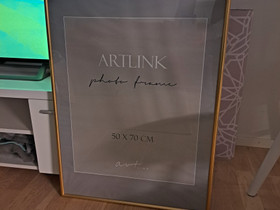 ARTLINK
photo frame
50 X 70 CM